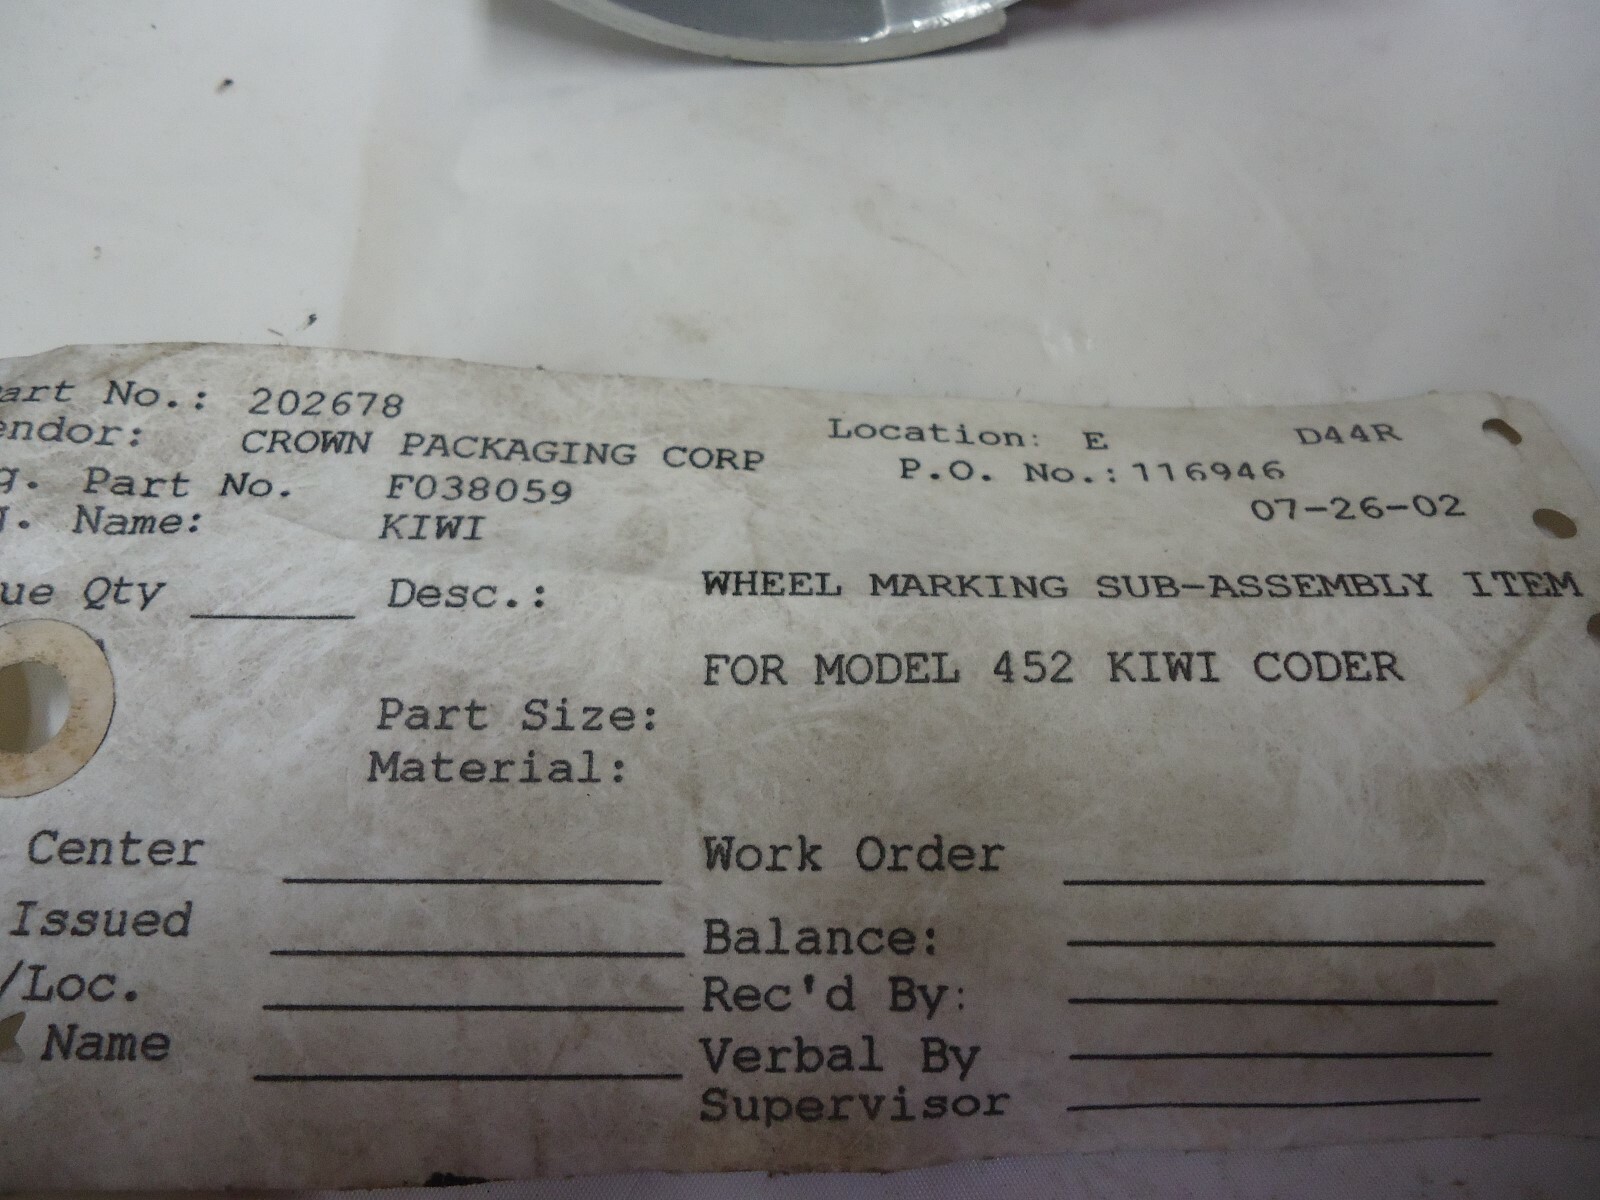 art No.: 202678
endor: CROWN PACKAGING CORP
Location: E D44R
g. Part No. F038059
P.O. No.: 116946
. Name: KIWI
07-26-02
ue Qty Desc.: WHEEL MARKING SUB-ASSEMBLY ITEM
FOR MODEL 452 KIWI CODER
Part Size:
Material:
Center Work Order
Issued Balance:
/Loc. Rec'd By:
Name Verbal By
Supervisor